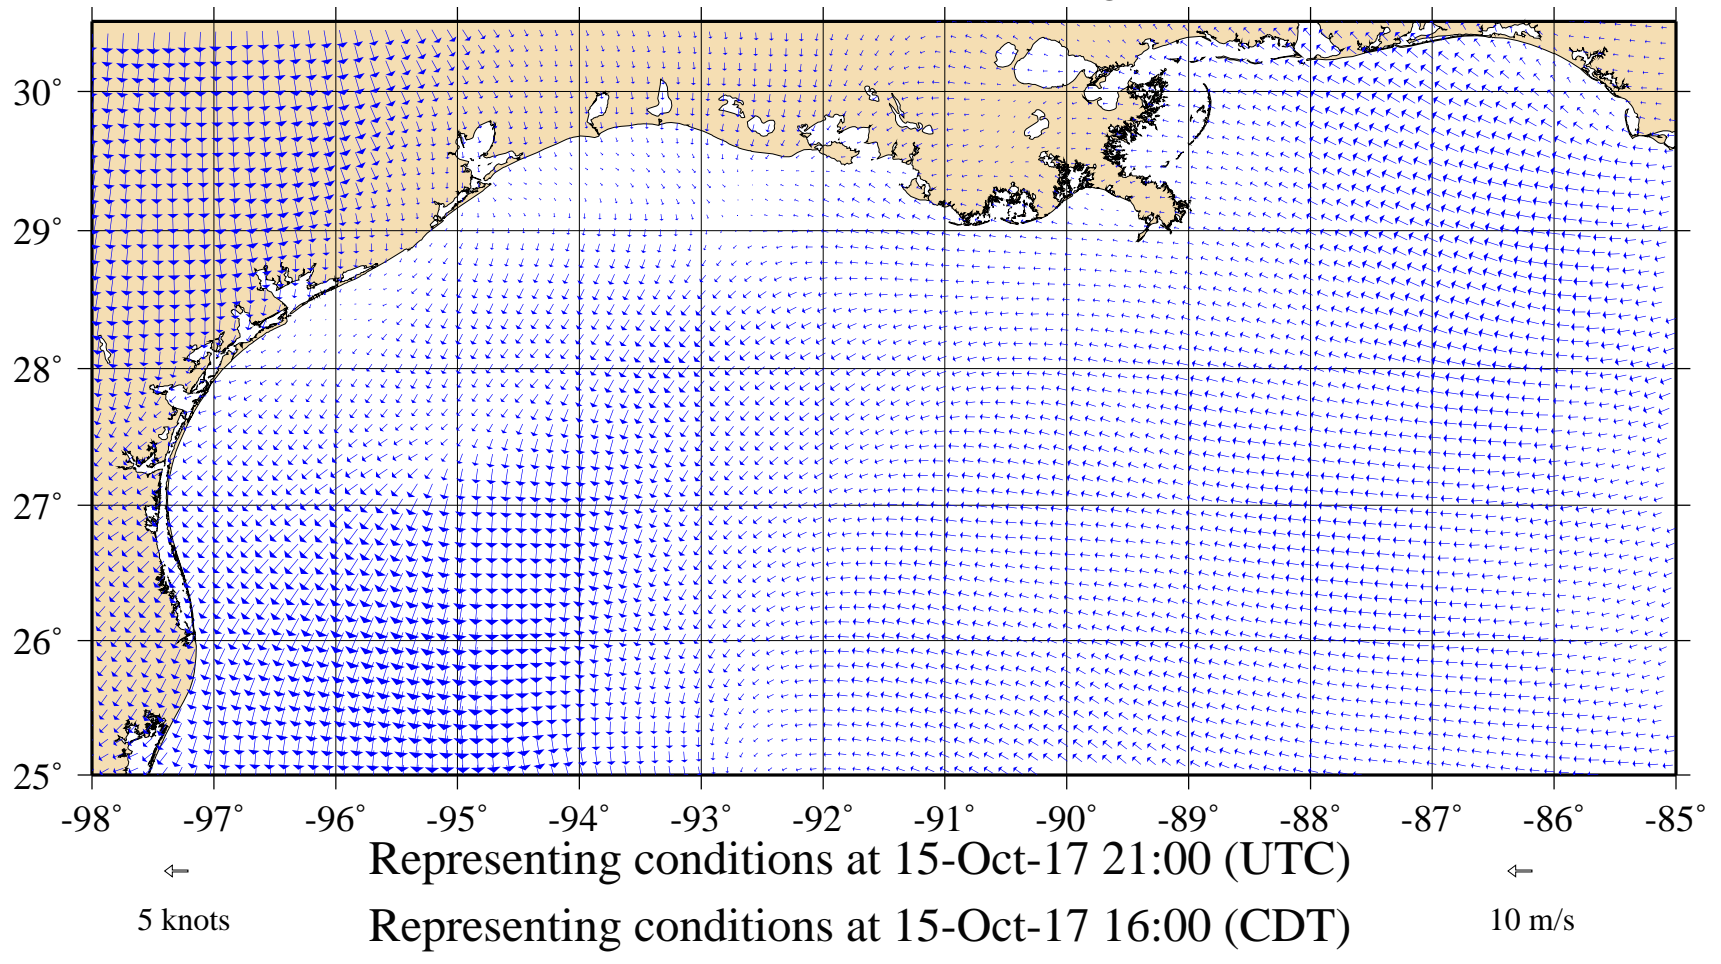 30°
29°
28°
27°
26°
25°
-98° -97° -96° -95° -94° -93° -92° -91° -90° -89° -88° -87° -86° -85°
Representing conditions at 15-Oct-17 21:00 (UTC)
5 knots
Representing conditions at 15-Oct-17 16:00 (CDT)
10 m/s